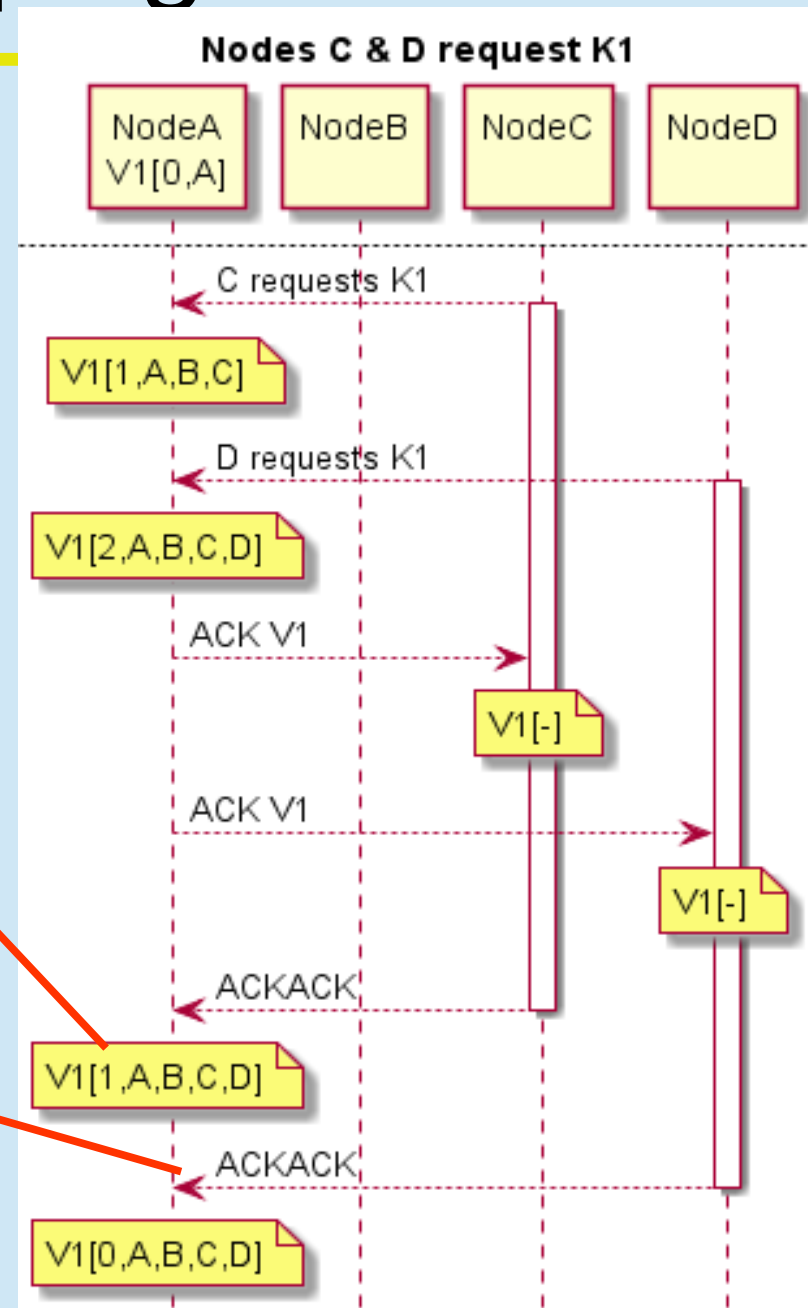 Nodes C & D request K1
NodeA
V1[0,A]
NodeB
NodeC
NodeD
C requests K1
V1[1,A,B,C]
D requests K1
V1[2,A,B,C,D]
ACK V1
V1[-]
ACK V1
V1[-]
ACKACK
V1[1,A,B,C,D]
ACKACK
V1[0,A,B,C,D]